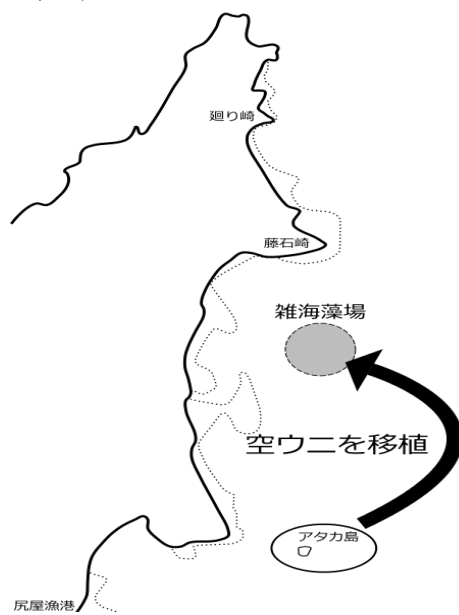 廻り崎
藤石崎
雑海藻場
空ウニを移植
アタカ島
尻屋漁港